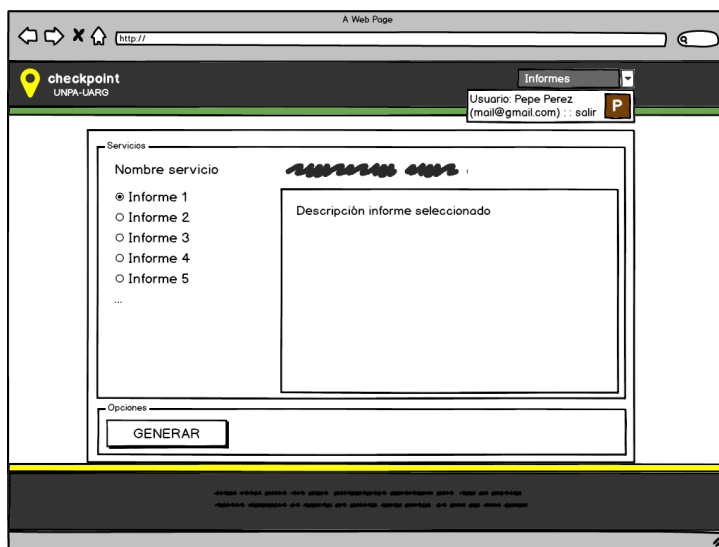 A Web Page
http://
checkpoint
UNPA-UARG
Informes
Usuario: Pepe Perez
(mail@gmail.com) : : salir
P
Servicios
Nombre servicio
Informe 1
Informe 2
Informe 3
Informe 4
Informe 5
...
Descripción informe seleccionado
Opciones
GENERAR